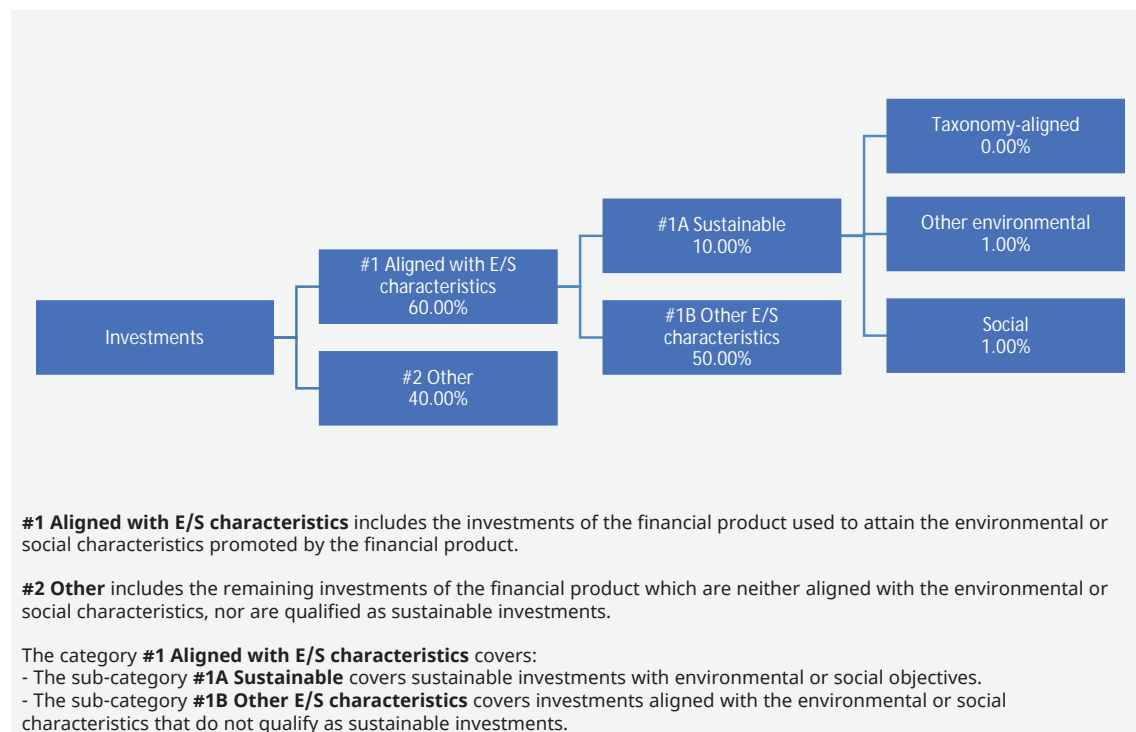 Investments
#1 Aligned with E/S
characteristics
60.00%
#2 Other
40.00%
#1A Sustainable
10.00%
#1B Other E/S
characteristics
50.00%
Taxonomy-aligned
0.00%
Other environmental
1.00%
Social
1.00%
#1 Aligned with E/S characteristics includes the investments of the financial product used to attain the environmental or
social characteristics promoted by the financial product.
#2 Other includes the remaining investments of the financial product which are neither aligned with the environmental or
social characteristics, nor are qualified as sustainable investments.
The category #1 Aligned with E/S characteristics covers:
- The sub-category #1A Sustainable covers sustainable investments with environmental or social objectives.
- The sub-category #1B Other E/S characteristics covers investments aligned with the environmental or social
characteristics that do not qualify as sustainable investments.